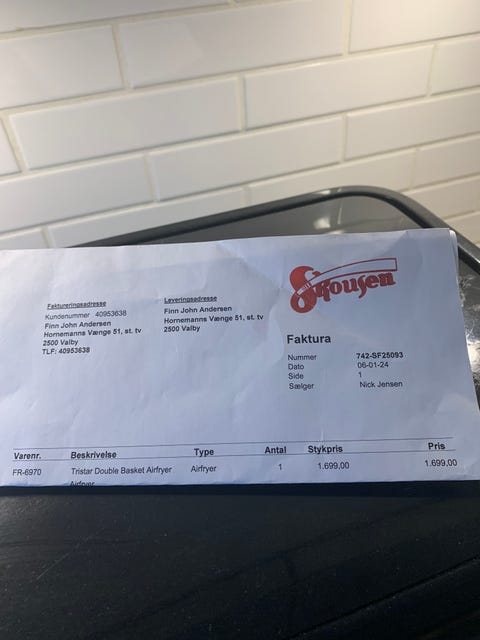 Skousen
Faktureringsadresse
Kundenummer 40953638
Finn John Andersen
Hornemanns Vænge 51, st. tv
2500 Valby
TLF: 40953638
Leveringsadresse
Finn John Andersen
Hornemanns Vænge 51, st. tv
2500 Valby
Faktura
Nummer 742-SF25093
Dato 06-01-24
Side 1
Sælger Nick Jensen
Varenr. Beskrivelse Type Antal Stykpris Pris
FR-6970 Tristar Double Basket Airfryer Airfryer 1 1.699,00 1.699,00
Airfryer